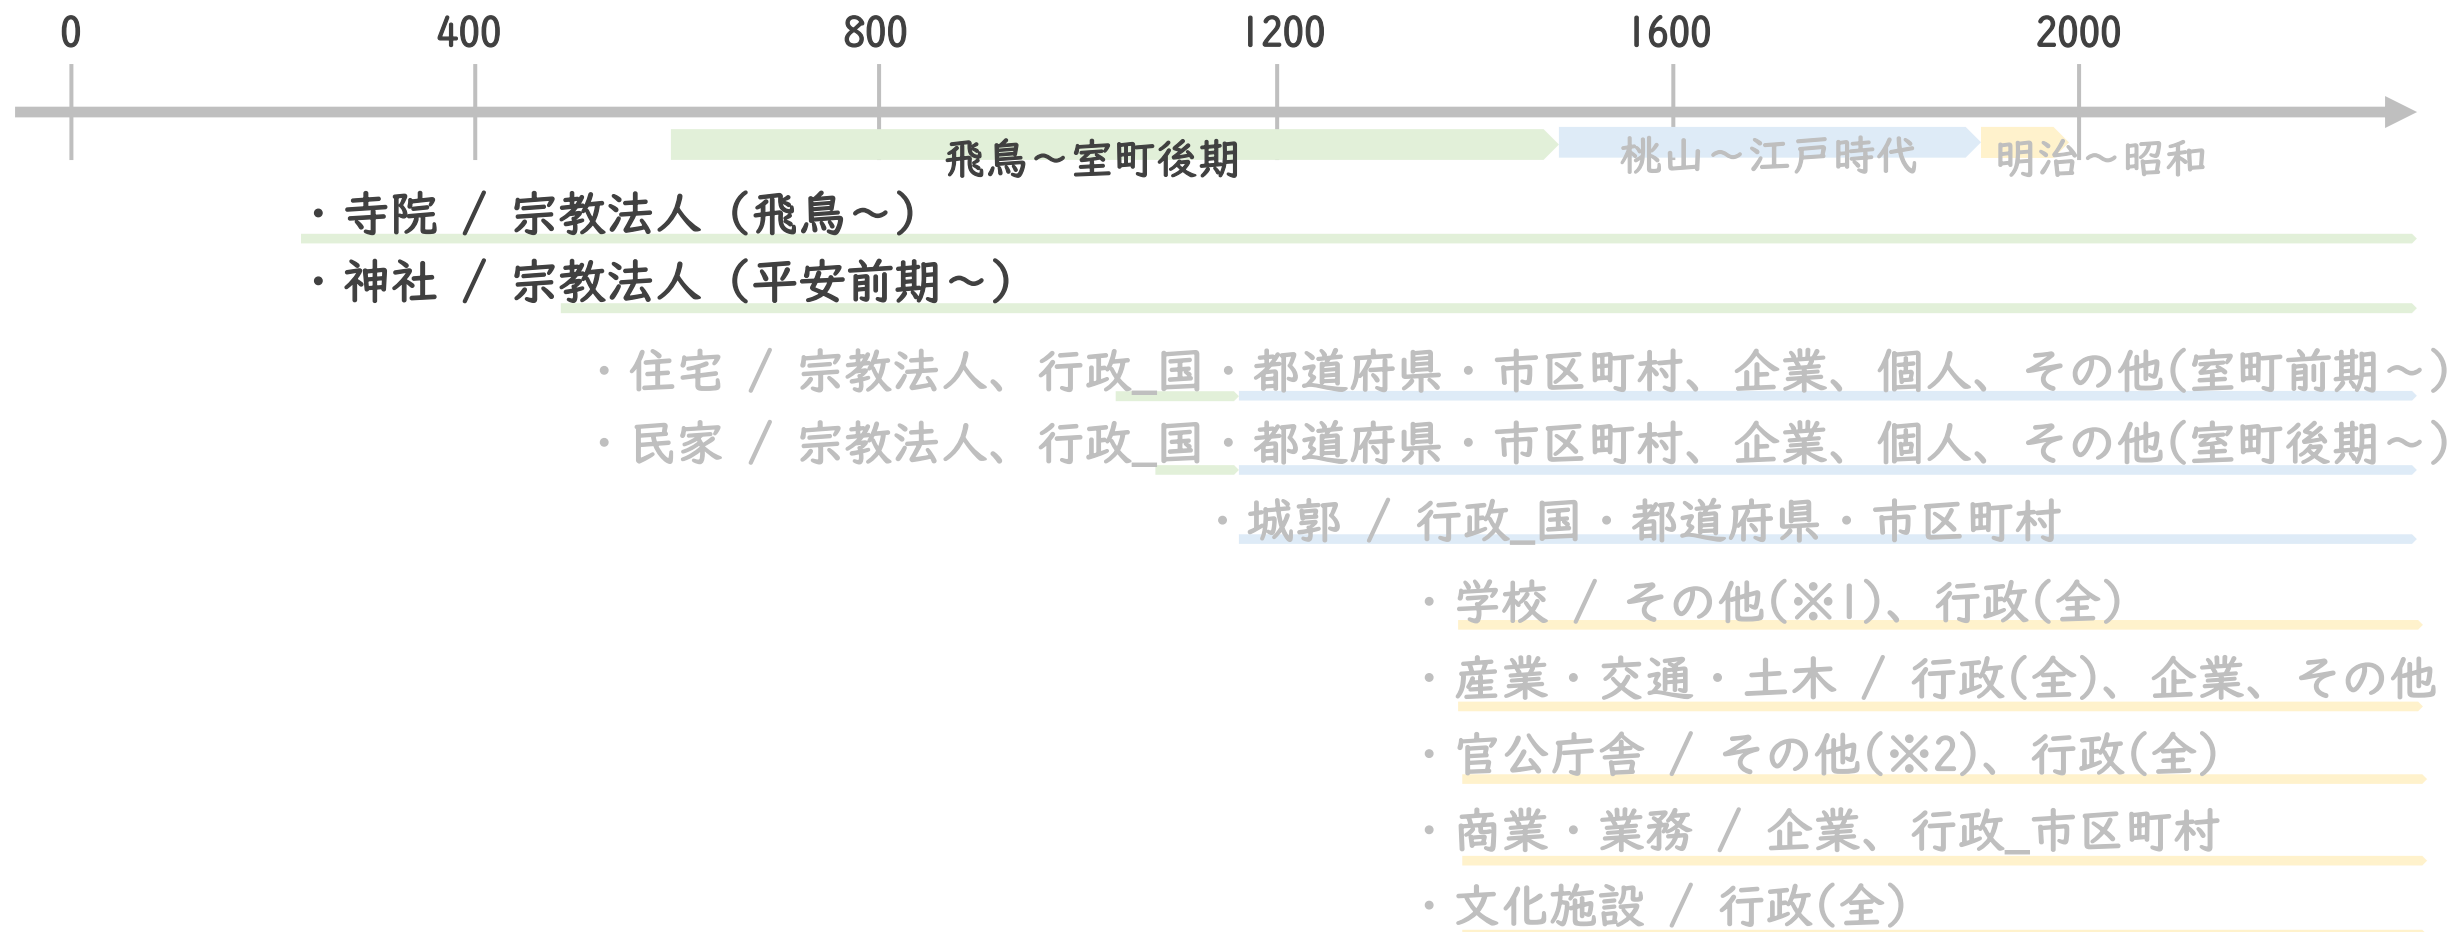 0 400 800 1200 1600 2000
飛鳥～室町後期 桃山～江戸時代 明治～昭和
・寺院 / 宗教法人（飛鳥～）
・神社 / 宗教法人（平安前期～）
・住宅 / 宗教法人、行政_国・都道府県・市区町村、企業、個人、その他(室町前期～)
・民家 / 宗教法人、行政_国・都道府県・市区町村、企業、個人、その他(室町後期～)
・城郭 / 行政_国・都道府県・市区町村
・学校 / その他(※1)、行政(全)
・産業・交通・土木 / 行政(全)、企業、その他
・官公庁舎 / その他(※2)、行政(全)
・商業・業務 / 企業、行政_市区町村
・文化施設 / 行政(全)